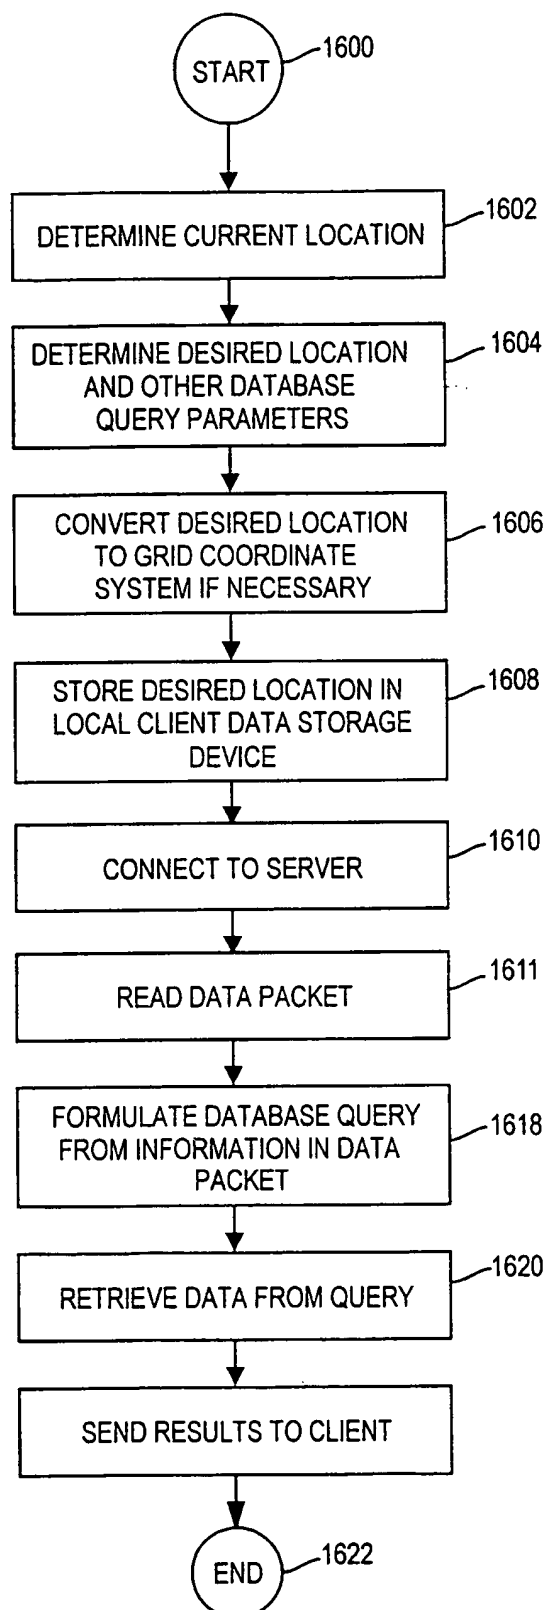 START
1600
DETERMINE CURRENT LOCATION
1602
DETERMINE DESIRED LOCATION
AND OTHER DATABASE
QUERY PARAMETERS
1604
CONVERT DESIRED LOCATION
TO GRID COORDINATE
SYSTEM IF NECESSARY
1606
STORE DESIRED LOCATION IN
LOCAL CLIENT DATA STORAGE
DEVICE
1608
CONNECT TO SERVER
1610
READ DATA PACKET
1611
FORMULATE DATABASE QUERY
FROM INFORMATION IN DATA
PACKET
1618
RETRIEVE DATA FROM QUERY
1620
SEND RESULTS TO CLIENT
END
1622